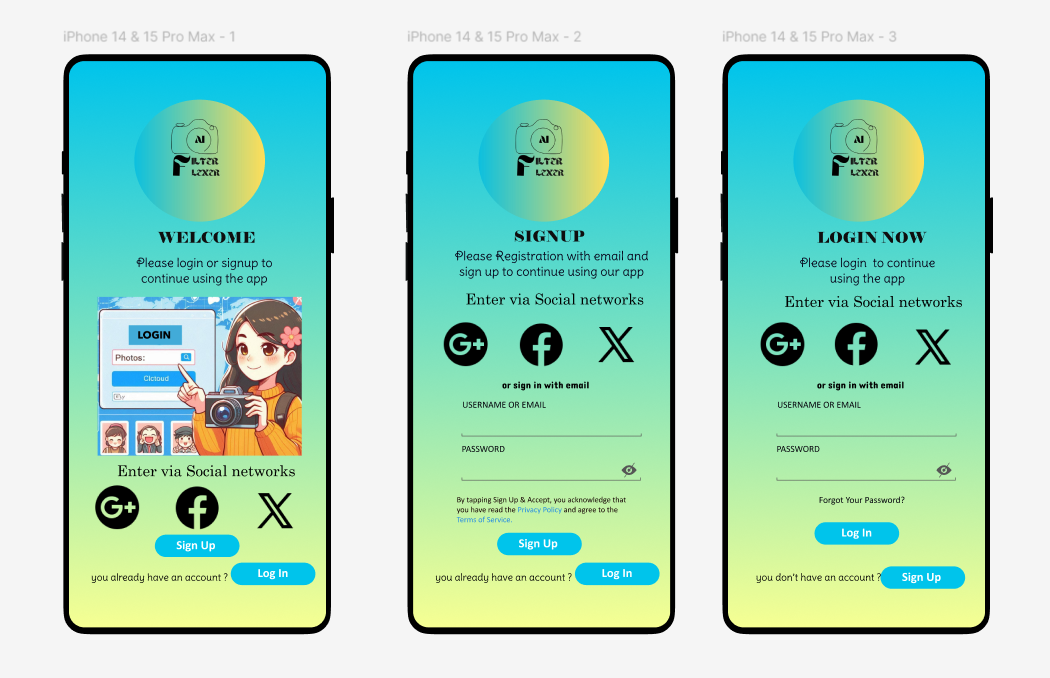 iPhone 14 & 15 Pro Max - 1
AI
FILTER
LEXER
WELCOME
Please login or signup to
continue using the app
LOGIN
Photos:
Clctoud
Enter via Social networks
G+
Sign Up
you already have an account ?
Log In
iPhone 14 & 15 Pro Max - 2
AI
FILTER
LEXER
SIGNUP
Please Registration with email and
sign up to continue using our app
Enter via Social networks
G+
or sign in with email
USERNAME OR EMAIL
PASSWORD
By tapping Sign Up & Accept, you acknowledge that
you have read the Privacy Policy and agree to the
Terms of Service.
Sign Up
you already have an account ?
Log In
iPhone 14 & 15 Pro Max - 3
AI
FILTER
LEXER
LOGIN NOW
Please login to continue
using the app
Enter via Social networks
G+
or sign in with email
USERNAME OR EMAIL
PASSWORD
Forgot Your Password?
Log In
you don't have an account ?
Sign Up